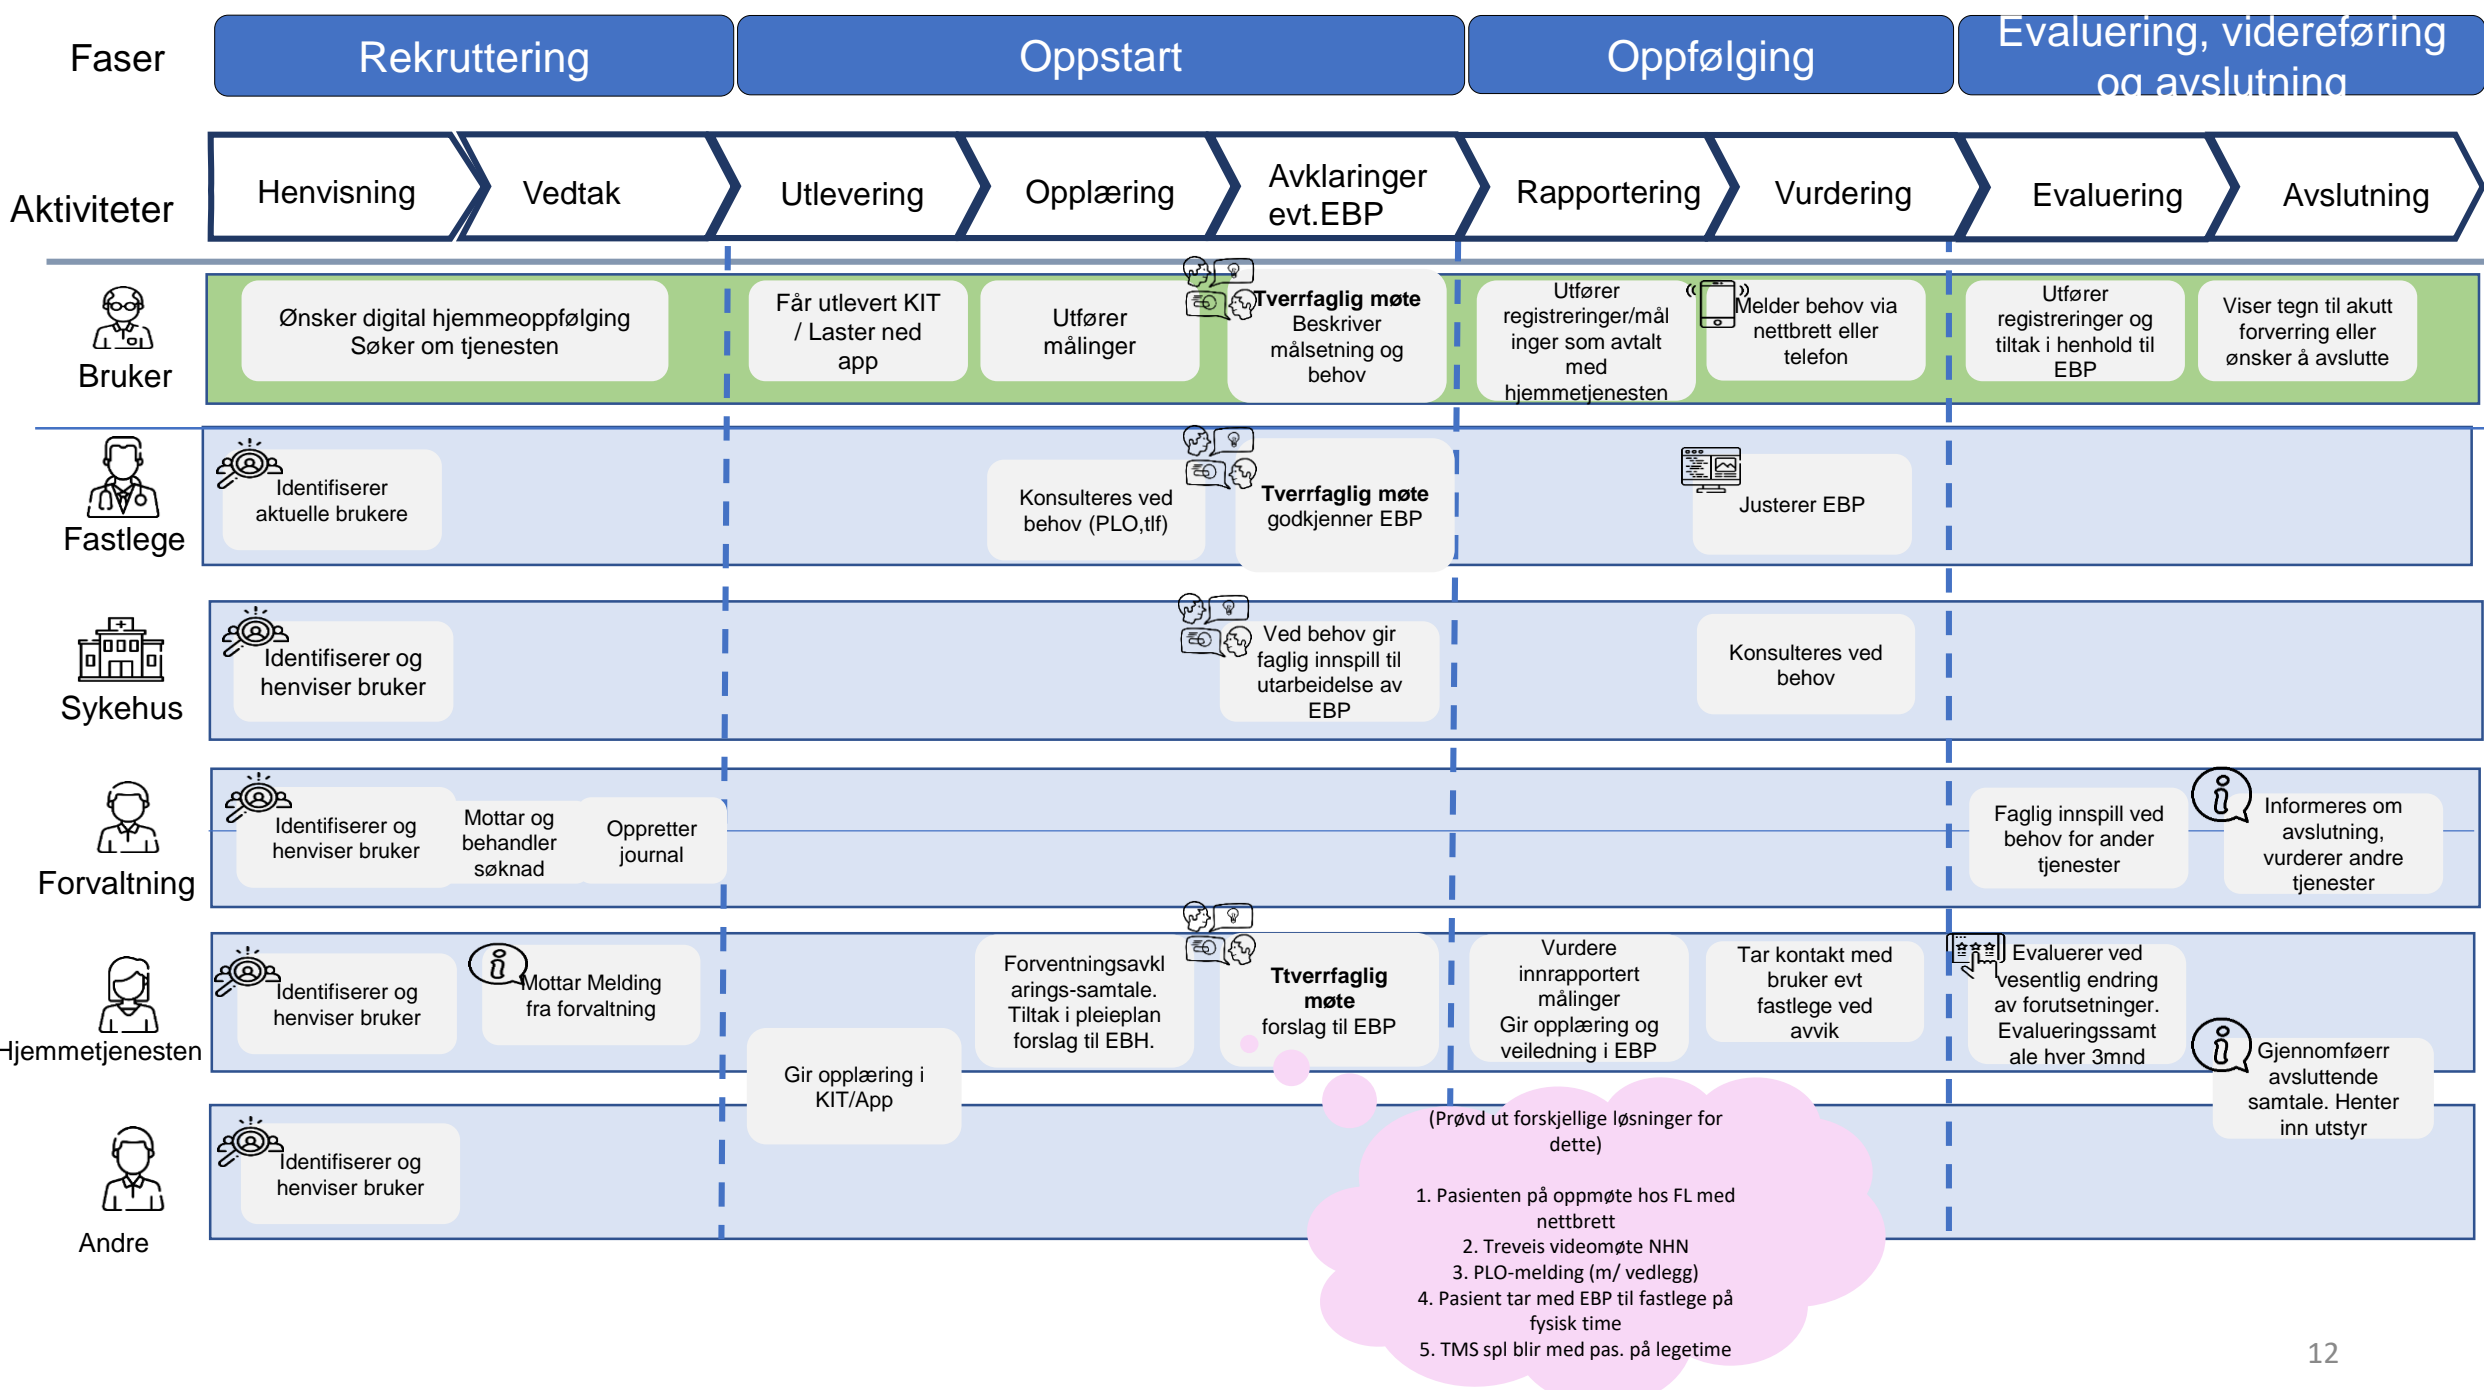 Faser
Rekruttering
Oppstart
Oppfølging
Evaluering, videreføring
og avslutning
Aktiviteter
Henvisning
Vedtak
Utlevering
Opplæring
Avklaringer
evt.EBP
Rapportering
Vurdering
Evaluering
Avslutning
Bruker
Ønsker digital hjemmeoppfølging
Søker om tjenesten
Får utlevert KIT
/ Laster ned
app
Utfører
målinger
Tverrfaglig møte
Beskriver
målsetning og
behov
Utfører
registreringer/mål
inger som avtalt
med
hjemmetjenesten
Melder behov via
nettbrett eller
telefon
Utfører
registreringer og
tiltak i henhold til
EBP
Viser tegn til akutt
forverring eller
ønsker å avslutte
Fastlege
Identifiserer
aktuelle brukere
Konsulteres ved
behov (PLO,tlf)
Tverrfaglig møte
godkjenner EBP
Justerer EBP
Sykehus
Identifiserer og
henviser bruker
Ved behov gir
faglig innspill til
utarbeidelse av
EBP
Konsulteres ved
behov
Forvaltning
Identifiserer og
henviser bruker
Mottar og
behandler
søknad
Oppretter
journal
Faglig innspill ved
behov for ander
tjenester
Informeres om
avslutning,
vurderer andre
tjenester
Hjemmetjenesten
Identifiserer og
henviser bruker
Mottar Melding
fra forvaltning
Gir opplæring i
KIT/App
Forventningsavkl
arings-samtale.
Tiltak i pleieplan
forslag til EBH.
Ttverrfaglig
møte
forslag til EBP
Vurdere
innrapportert
målinger
Gir opplæring og
veiledning i EBP
Tar kontakt med
bruker evt
fastlege ved
avvik
Evaluerer ved
vesentlig endring
av forutsetninger.
Evalueringssamt
ale hver 3mnd
Gjennomføerr
avsluttende
samtale. Henter
inn utstyr
Andre
Identifiserer og
henviser bruker
(Prøvd ut forskjellige løsninger for
dette)
1. Pasienten på oppmøte hos FL med
nettbrett
2. Treveis videomøte NHN
3. PLO-melding (m/ vedlegg)
4. Pasient tar med EBP til fastlege på
fysisk time
5. TMS spl blir med pas. på legetime
12